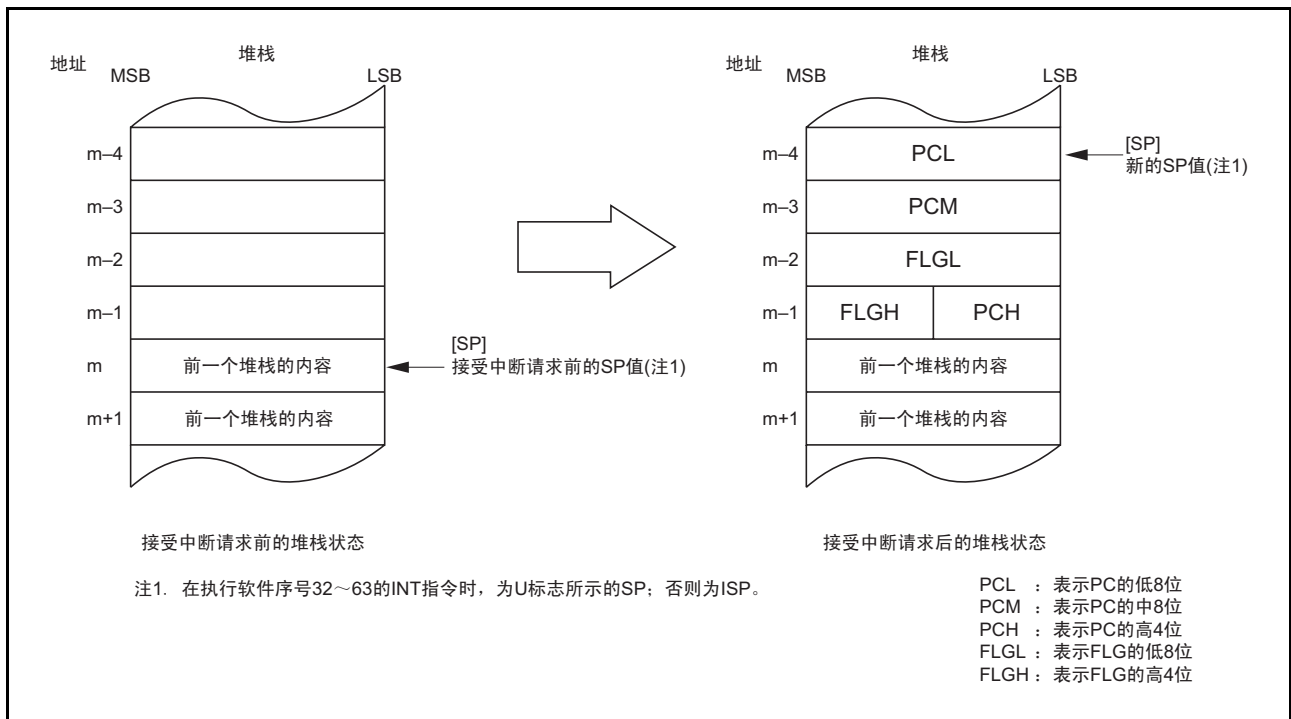 地址
堆栈
MSB
LSB
m–4
m–3
m–2
m–1
m
前一个堆栈的内容
m+1
前一个堆栈的内容
[SP]
接受中断请求前的SP值(注1)
接受中断请求前的堆栈状态
地址
堆栈
MSB
LSB
m–4
PCL
m–3
PCM
m–2
FLGL
m–1
FLGH
PCH
m
前一个堆栈的内容
m+1
前一个堆栈的内容
[SP]
新的SP值(注1)
接受中断请求后的堆栈状态
注1. 在执行软件序号32～63的INT指令时，为U标志所示的SP；否则为ISP。
PCL ：表示PC的低8位
PCM ：表示PC的中8位
PCH ：表示PC的高4位
FLGL ：表示FLG的低8位
FLGH ：表示FLG的高4位